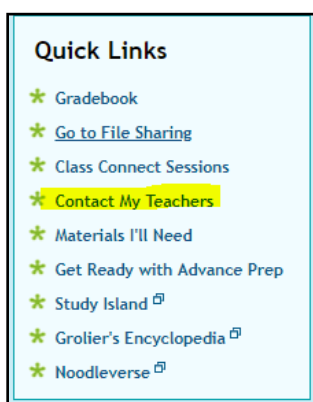 Quick Links
Gradebook
Go to File Sharing
Class Connect Sessions
Contact My Teachers
Materials I'll Need
Get Ready with Advance Prep
Study Island
Grolier's Encyclopedia
Noodleverse